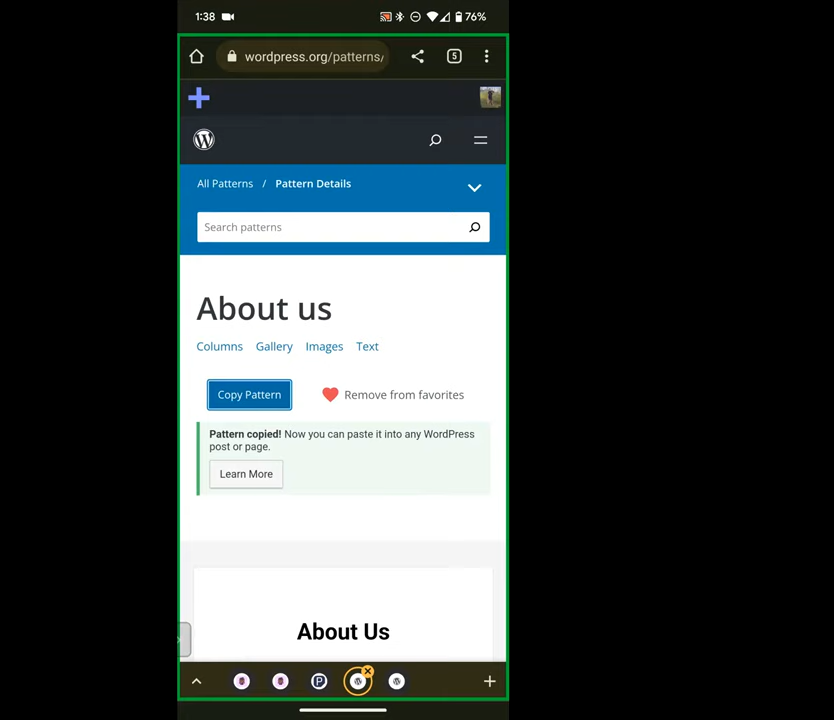 1:38 76%
wordpress.org/patterns/ 5
All Patterns / Pattern Details
Search patterns
About us
Columns Gallery Images Text
Copy Pattern Remove from favorites
Pattern copied! Now you can paste it into any WordPress
post or page.
Learn More
About Us